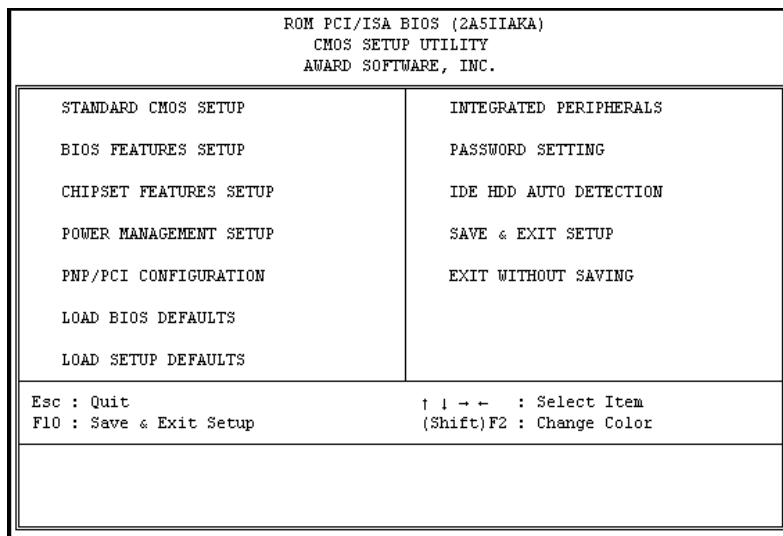 ROM PCI/ISA BIOS (2A5IIAKA)
CMOS SETUP UTILITY
AWARD SOFTWARE, INC.
STANDARD CMOS SETUP
BIOS FEATURES SETUP
CHIPSET FEATURES SETUP
POWER MANAGEMENT SETUP
PNP/PCI CONFIGURATION
LOAD BIOS DEFAULTS
LOAD SETUP DEFAULTS
INTEGRATED PERIPHERALS
PASSWORD SETTING
IDE HDD AUTO DETECTION
SAVE & EXIT SETUP
EXIT WITHOUT SAVING
Esc : Quit
F10 : Save & Exit Setup
↑ ↓ → ← : Select Item
(Shift)F2 : Change Color